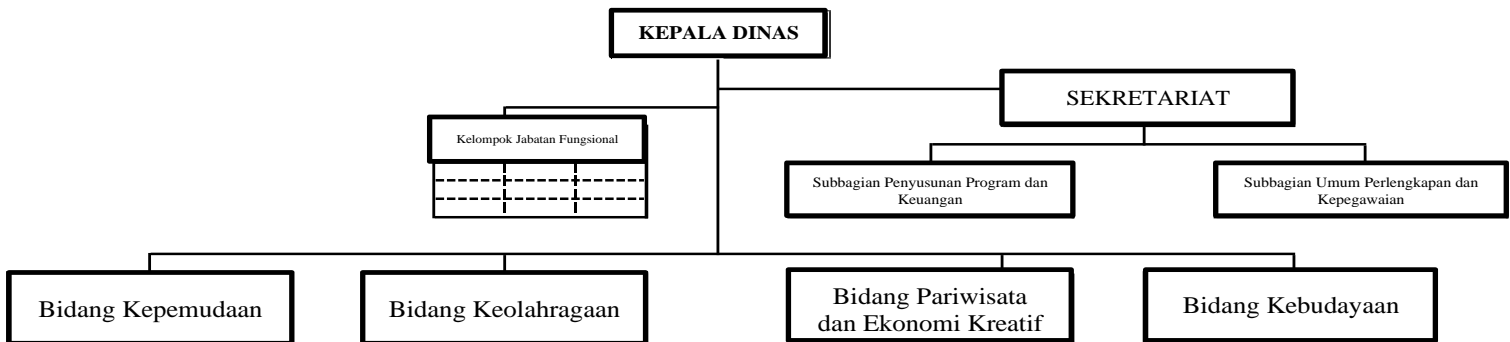 KEPALA DINAS
SEKRETARIAT
Kelompok Jabatan Fungsional
Subbagian Penyusunan Program dan
Keuangan
Subbagian Umum Perlengkapan dan
Kepegawaian
Bidang Kepemudaan
Bidang Keolahragaan
Bidang Pariwisata
dan Ekonomi Kreatif
Bidang Kebudayaan